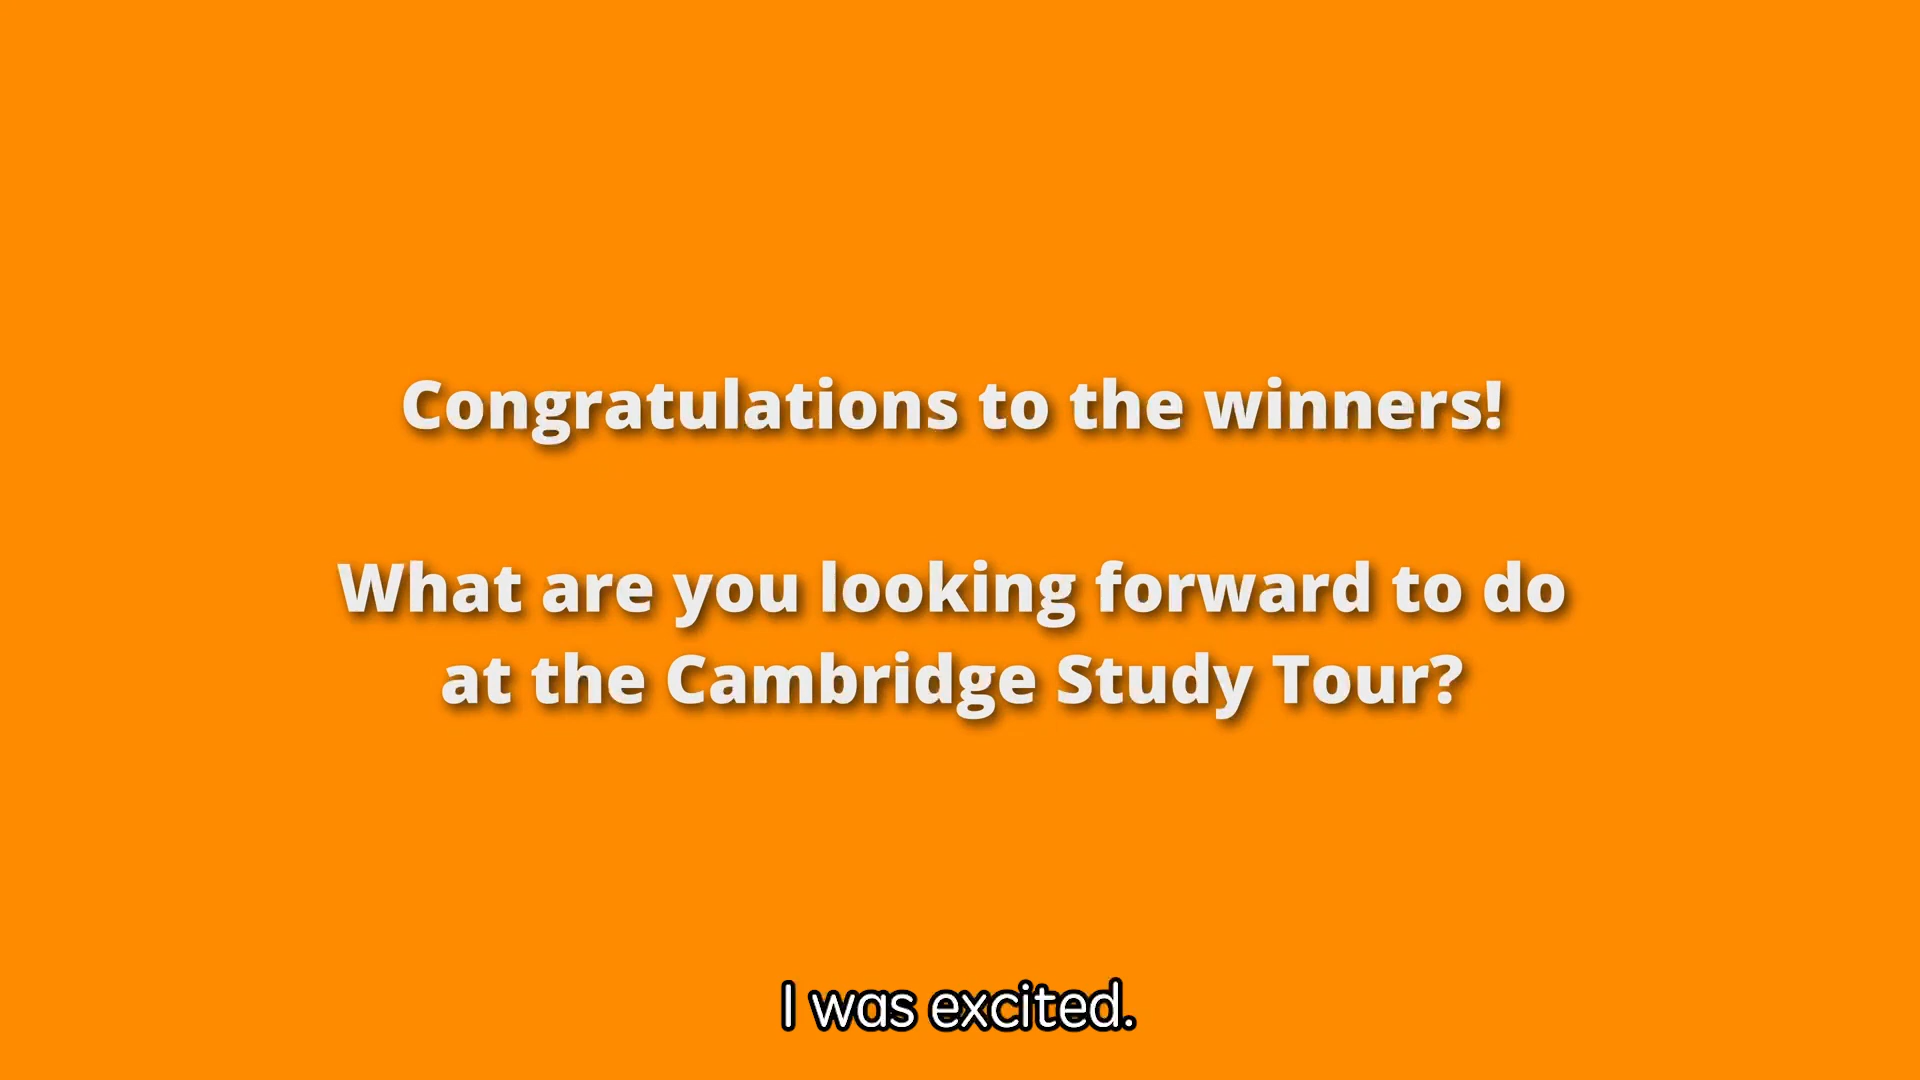 Congratulations to the winners!
What are you looking forward to do
at the Cambridge Study Tour?
I was excited.